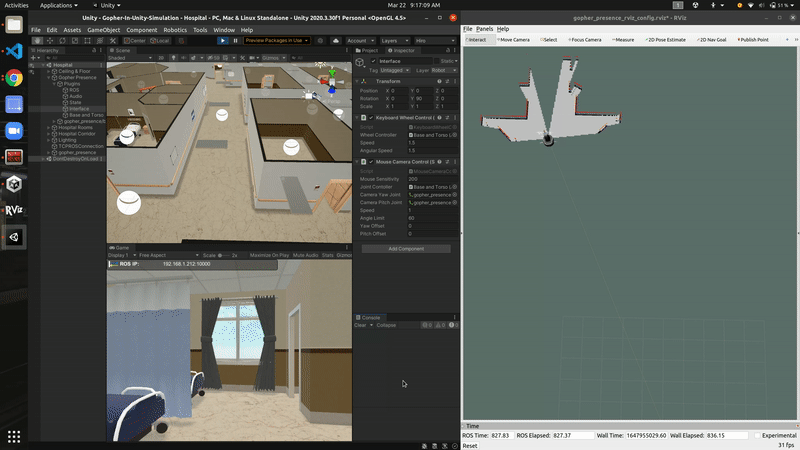 Activities Applications Unity Mar 22 9:17:09 AM 51 %
Unity - Gopher-In-Unity-Simulation - Hospital - PC, Mac & Linux Standalone - Unity 2020.3.30f1 Personal <OpenGL 4.5>
gopher_presence_rviz_config.rviz* - RViz
File Edit Assets GameObject Component Robotics Tools Window Help
File Panels Help
Center Local Preview Packages in Use Account Layers Layout
Interact Move Camera Select Focus Camera Measure 2D Pose Estimate 2D Nav Goal Publish Point
Hierarchy Scene Project Inspector
Shaded 2D Gizmos
Hospital
Ceiling & Floor
Gopher Presence
Plugins
ROS
Audio
State
Interface
Base and Torso
gopher_presence/b
Hospital Rooms
Hospital Corridor
Lighting
TCPROSConnection
gopher_presence
DontDestroyOnLoad
Interface Static
Tag Untagged Layer Robot
Transform
Position X 0 Y 0 Z 0
Rotation X 0 Y 90 Z 0
Scale X 1 Y 1 Z 1
Keyboard Wheel Control (
Script
Wheel Controller Base and Torso
Speed 1.5
Angular Speed 1.5
Mouse Camera Control (S
Script
Mouse Sensitivity 200
Joint Controller Base and Torso
Camera Yaw Joint gopher_presence
Camera Pitch Joint gopher_presence
Speed 1
Angle Limit 60
Yaw Offset 0
Pitch Offset 0
Add Component
Game
Display 1 Free Aspect Scale 2x Maximize On Play Mute Audio Stats Gizmos
ROS IP: 192.168.1.212:10000
Console
Clear Collapse
RViz
Time
ROS Time: 827.83 ROS Elapsed: 827.37 Wall Time: 1647955029.60 Wall Elapsed: 836.15 Experimental
Reset 31 fps